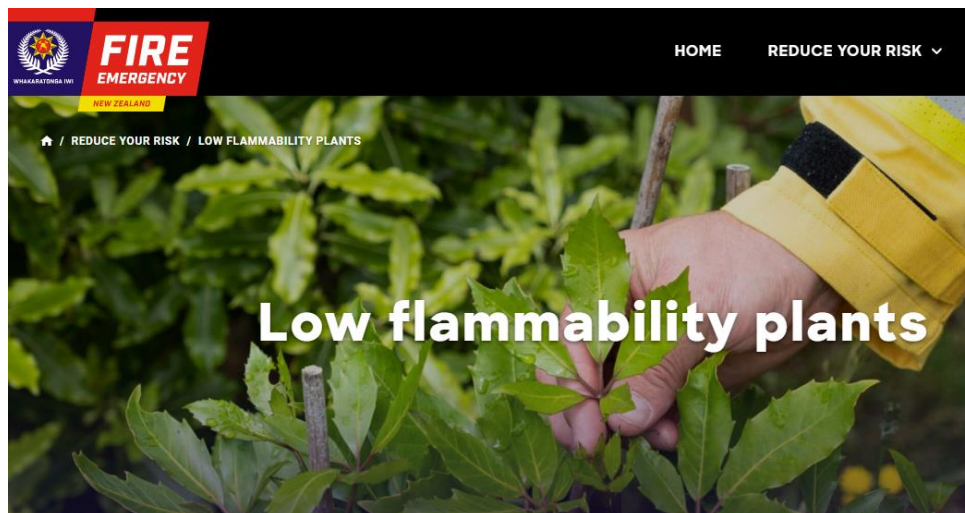 FIRE
EMERGENCY
WHAKARATONGA IWI
NEW ZEALAND
HOME
REDUCE YOUR RISK
/ REDUCE YOUR RISK / LOW FLAMMABILITY PLANTS
Low flammability plants